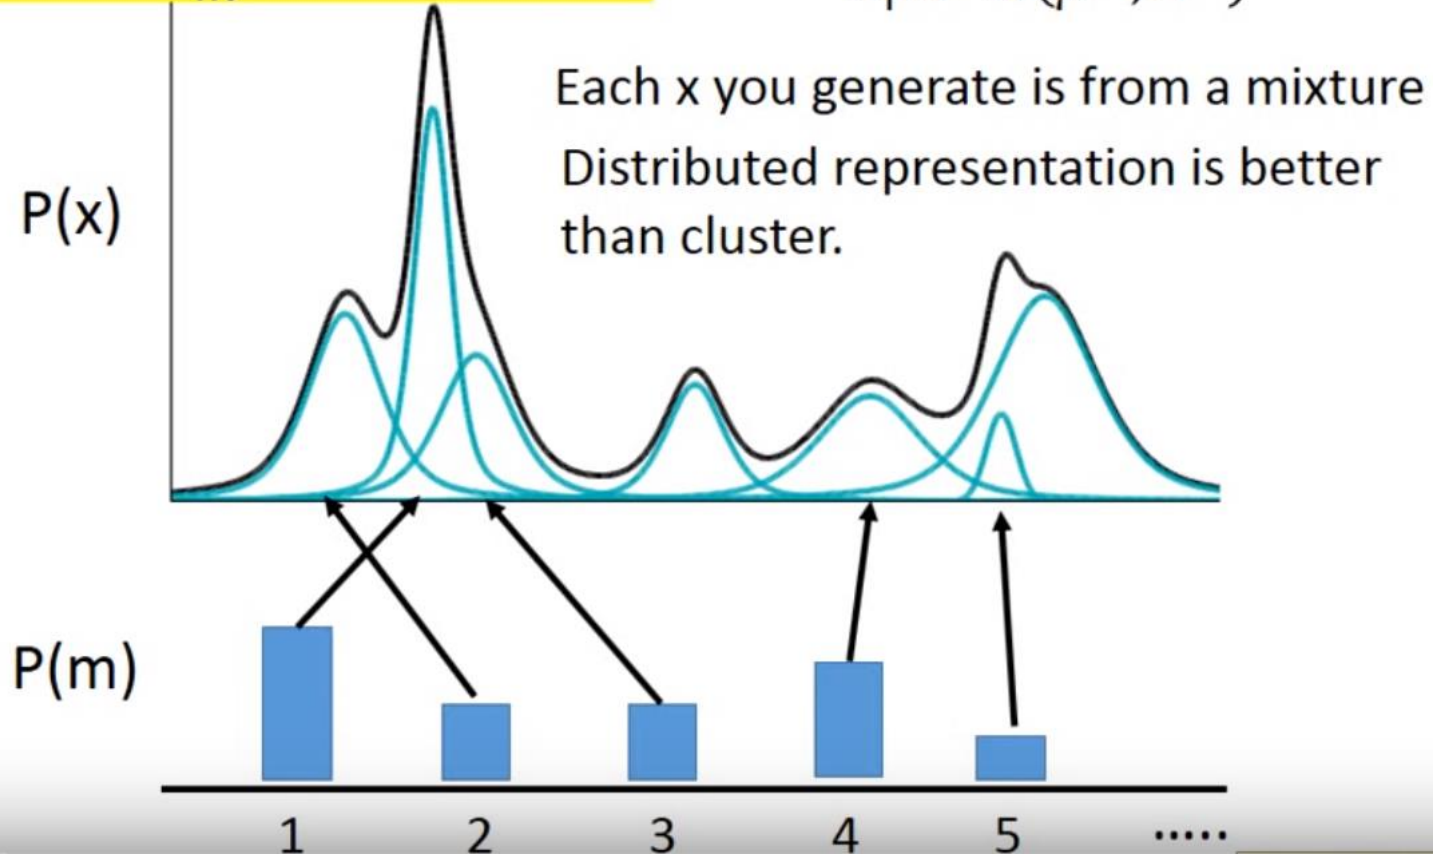 Each x you generate is from a mixture
Distributed representation is better
than cluster.
P(x)
P(m)
1 2 3 4 5 .....